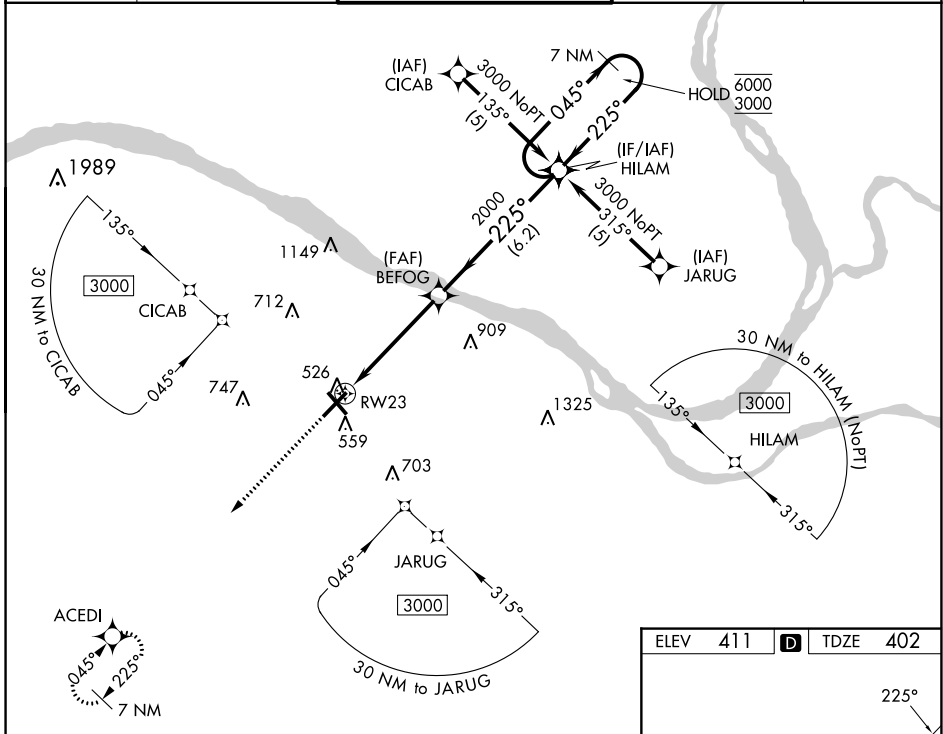 (IAF)
CICAB
3000 NoPT
135°
(5)
7 NM
045°
225°
HOLD
6000
3000
(IF/IAF)
HILAM
1989
2000
225°
(6.2)
3000 NoPT
315°
(5)
(IAF)
JARUG
1149
(FAF)
BEFOG
135°
3000
CICAB
045°
30 NM to CICAB
712
909
747
526
RW23
559
1325
703
30 NM to HILAM (NoPT)
135°
3000
HILAM
315°
045°
JARUG
3000
315°
30 NM to JARUG
ACEDI
045°
225°
7 NM
ELEV 411 D TDZE 402
225°